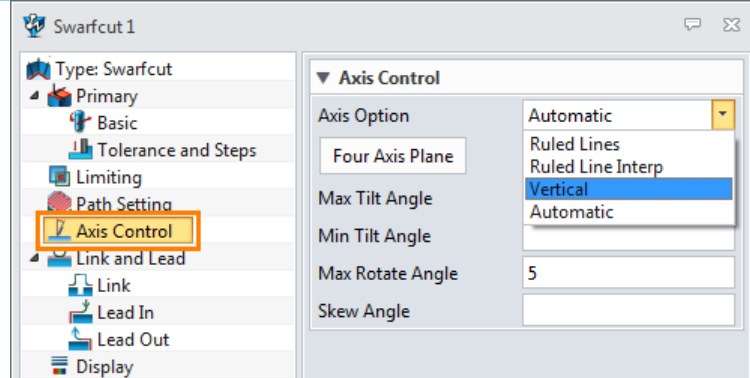 Swarfcut 1
Type: Swarfcut
Primary
Basic
Tolerance and Steps
Limiting
Path Setting
Axis Control
Link and Lead
Link
Lead In
Lead Out
Display
Axis Control
Axis Option
Automatic
Ruled Lines
Ruled Line Interp
Vertical
Automatic
Four Axis Plane
Max Tilt Angle
Min Tilt Angle
Max Rotate Angle
5
Skew Angle